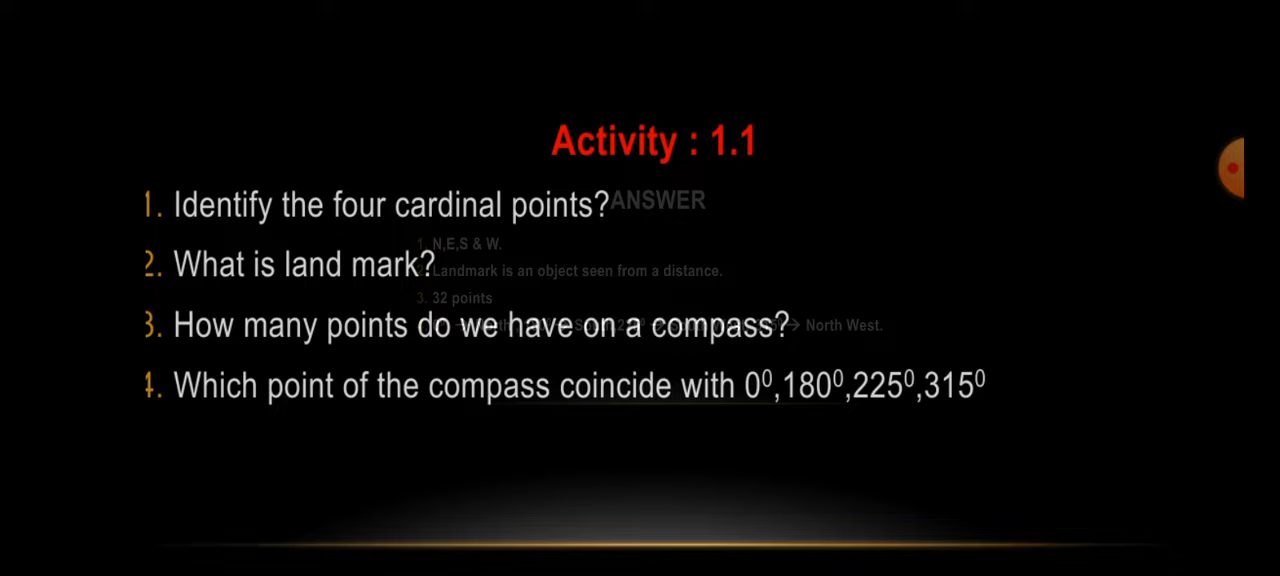 Activity : 1.1
1. Identify the four cardinal points?
ANSWER
1. N,E,S & W.
2. What is land mark?
Landmark is an object seen from a distance.
3. 32 points
3. How many points do we have on a compass?
North West.
4. Which point of the compass coincide with 0⁰,180⁰,225⁰,315⁰